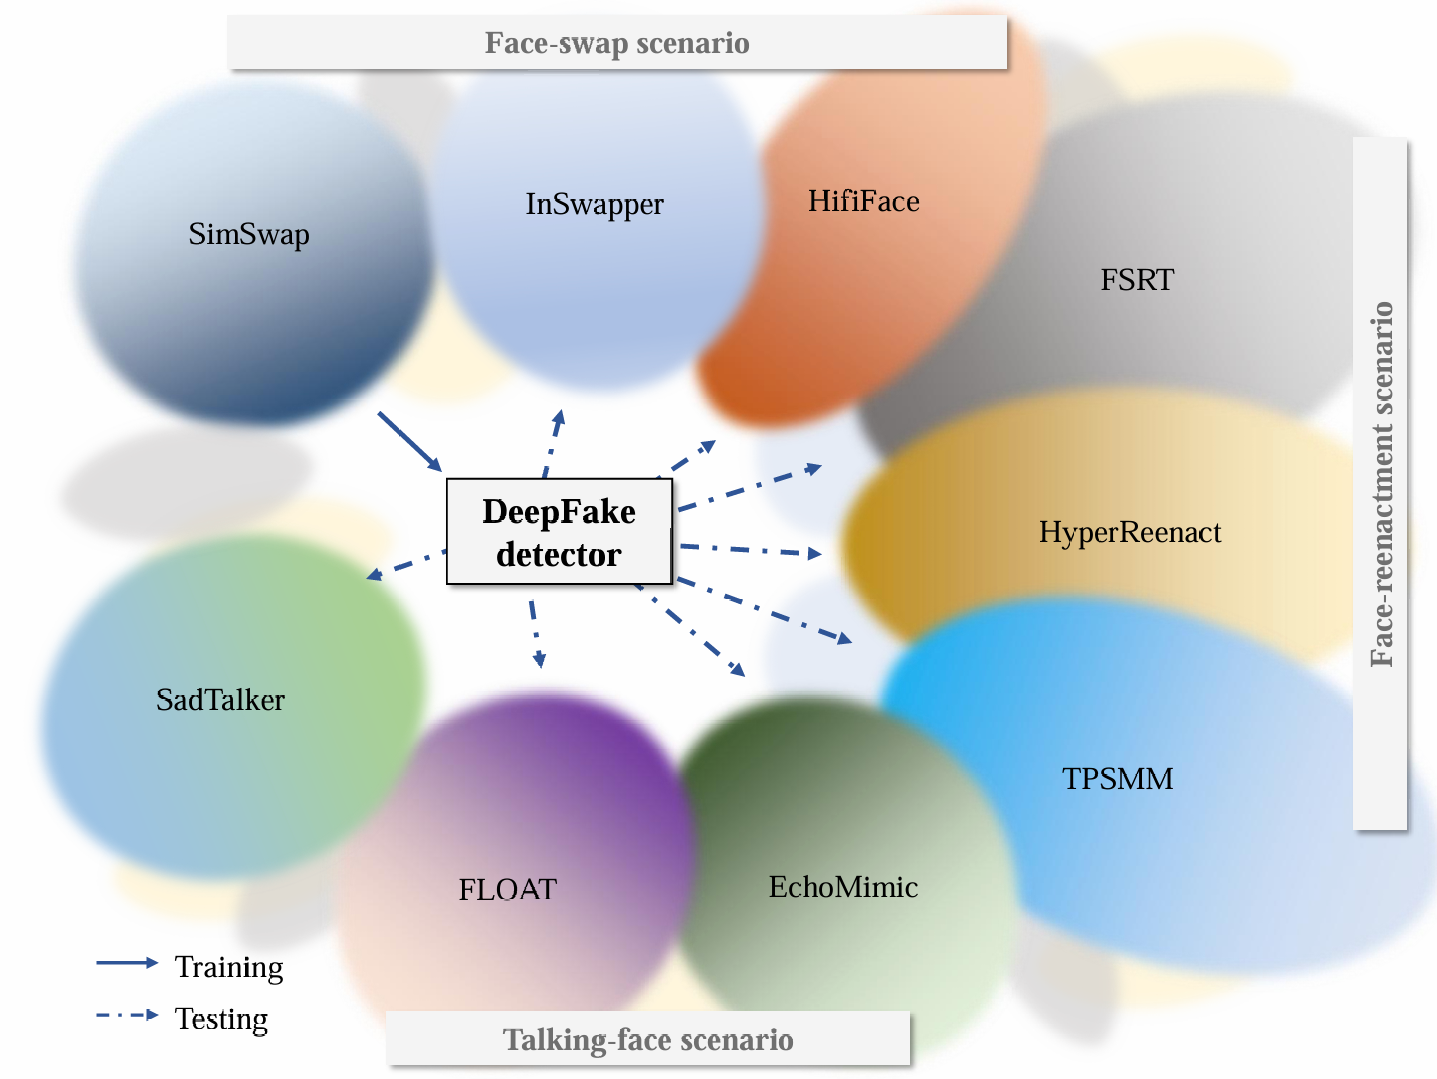 Face-swap scenario
SimSwap
InSwapper
HifiFace
FSRT
Face-reenactment scenario
DeepFake
detector
HyperReenact
SadTalker
TPSMM
FLOAT
EchoMimic
Training
Testing
Talking-face scenario